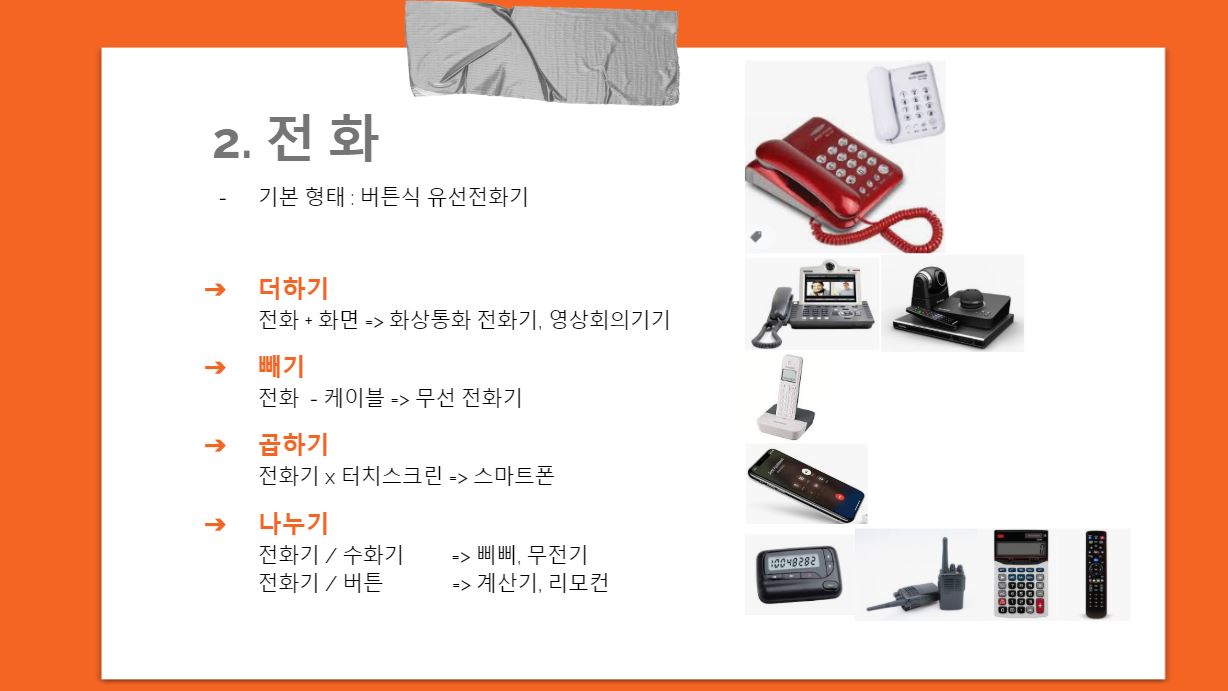 2. 전 화
- 기본 형태 : 버튼식 유선전화기
➔ 더하기
전화 + 화면 => 화상통화 전화기, 영상회의기기
➔ 빼기
전화 - 케이블 => 무선 전화기
➔ 곱하기
전화기 x 터치스크린 => 스마트폰
➔ 나누기
전화기 / 수화기 => 삐삐, 무전기
전화기 / 버튼 => 계산기, 리모컨
10048282